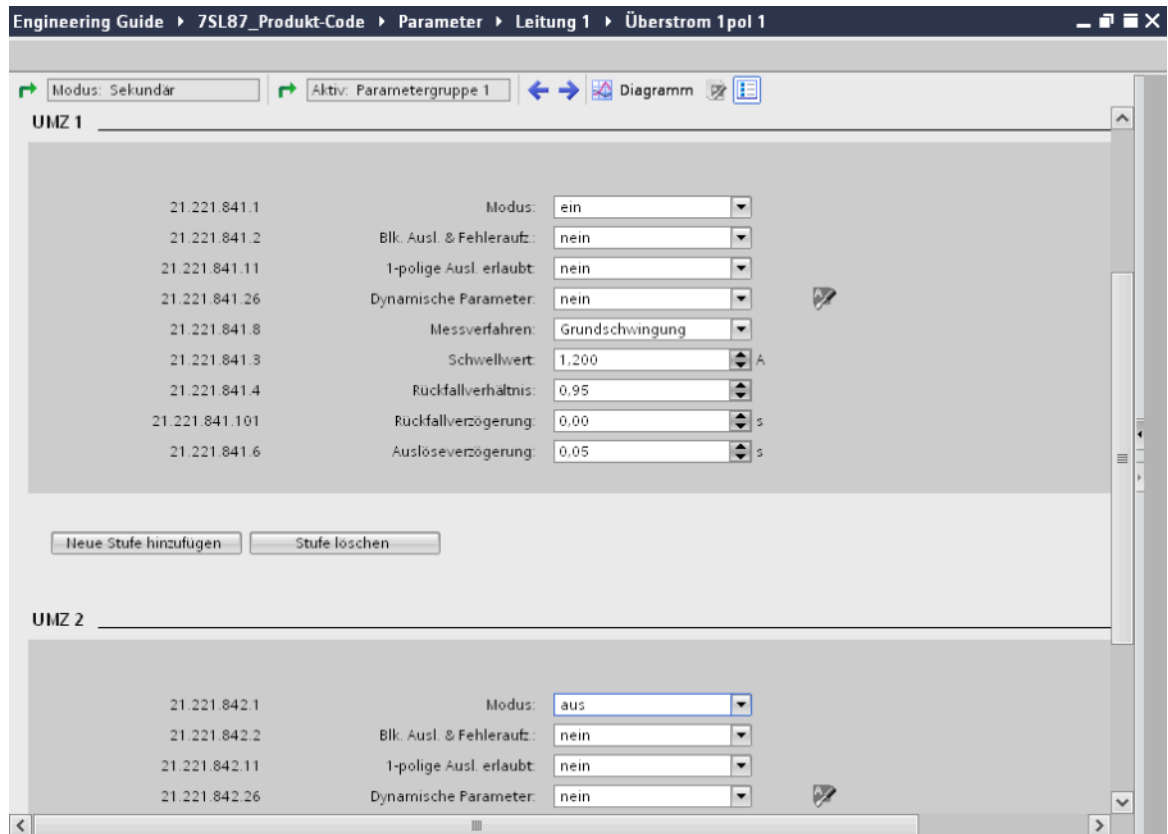 Engineering Guide ▸ 7SL87_Produkt-Code ▸ Parameter ▸ Leitung 1 ▸ Überstrom 1pol 1
Modus: Sekundär Aktiv: Parametergruppe 1 Diagramm
UMZ 1
21.221.841.1 Modus: ein
21.221.841.2 Blk. Ausl. & Fehleraufz.: nein
21.221.841.11 1-polige Ausl. erlaubt: nein
21.221.841.26 Dynamische Parameter: nein
21.221.841.8 Messverfahren: Grundschwingung
21.221.841.3 Schwellwert: 1,200 A
21.221.841.4 Rückfallverhältnis: 0,95
21.221.841.101 Rückfallverzögerung: 0,00 s
21.221.841.6 Auslöseverzögerung: 0,05 s
Neue Stufe hinzufügen Stufe löschen
UMZ 2
21.221.842.1 Modus: aus
21.221.842.2 Blk. Ausl. & Fehleraufz.: nein
21.221.842.11 1-polige Ausl. erlaubt: nein
21.221.842.26 Dynamische Parameter: nein